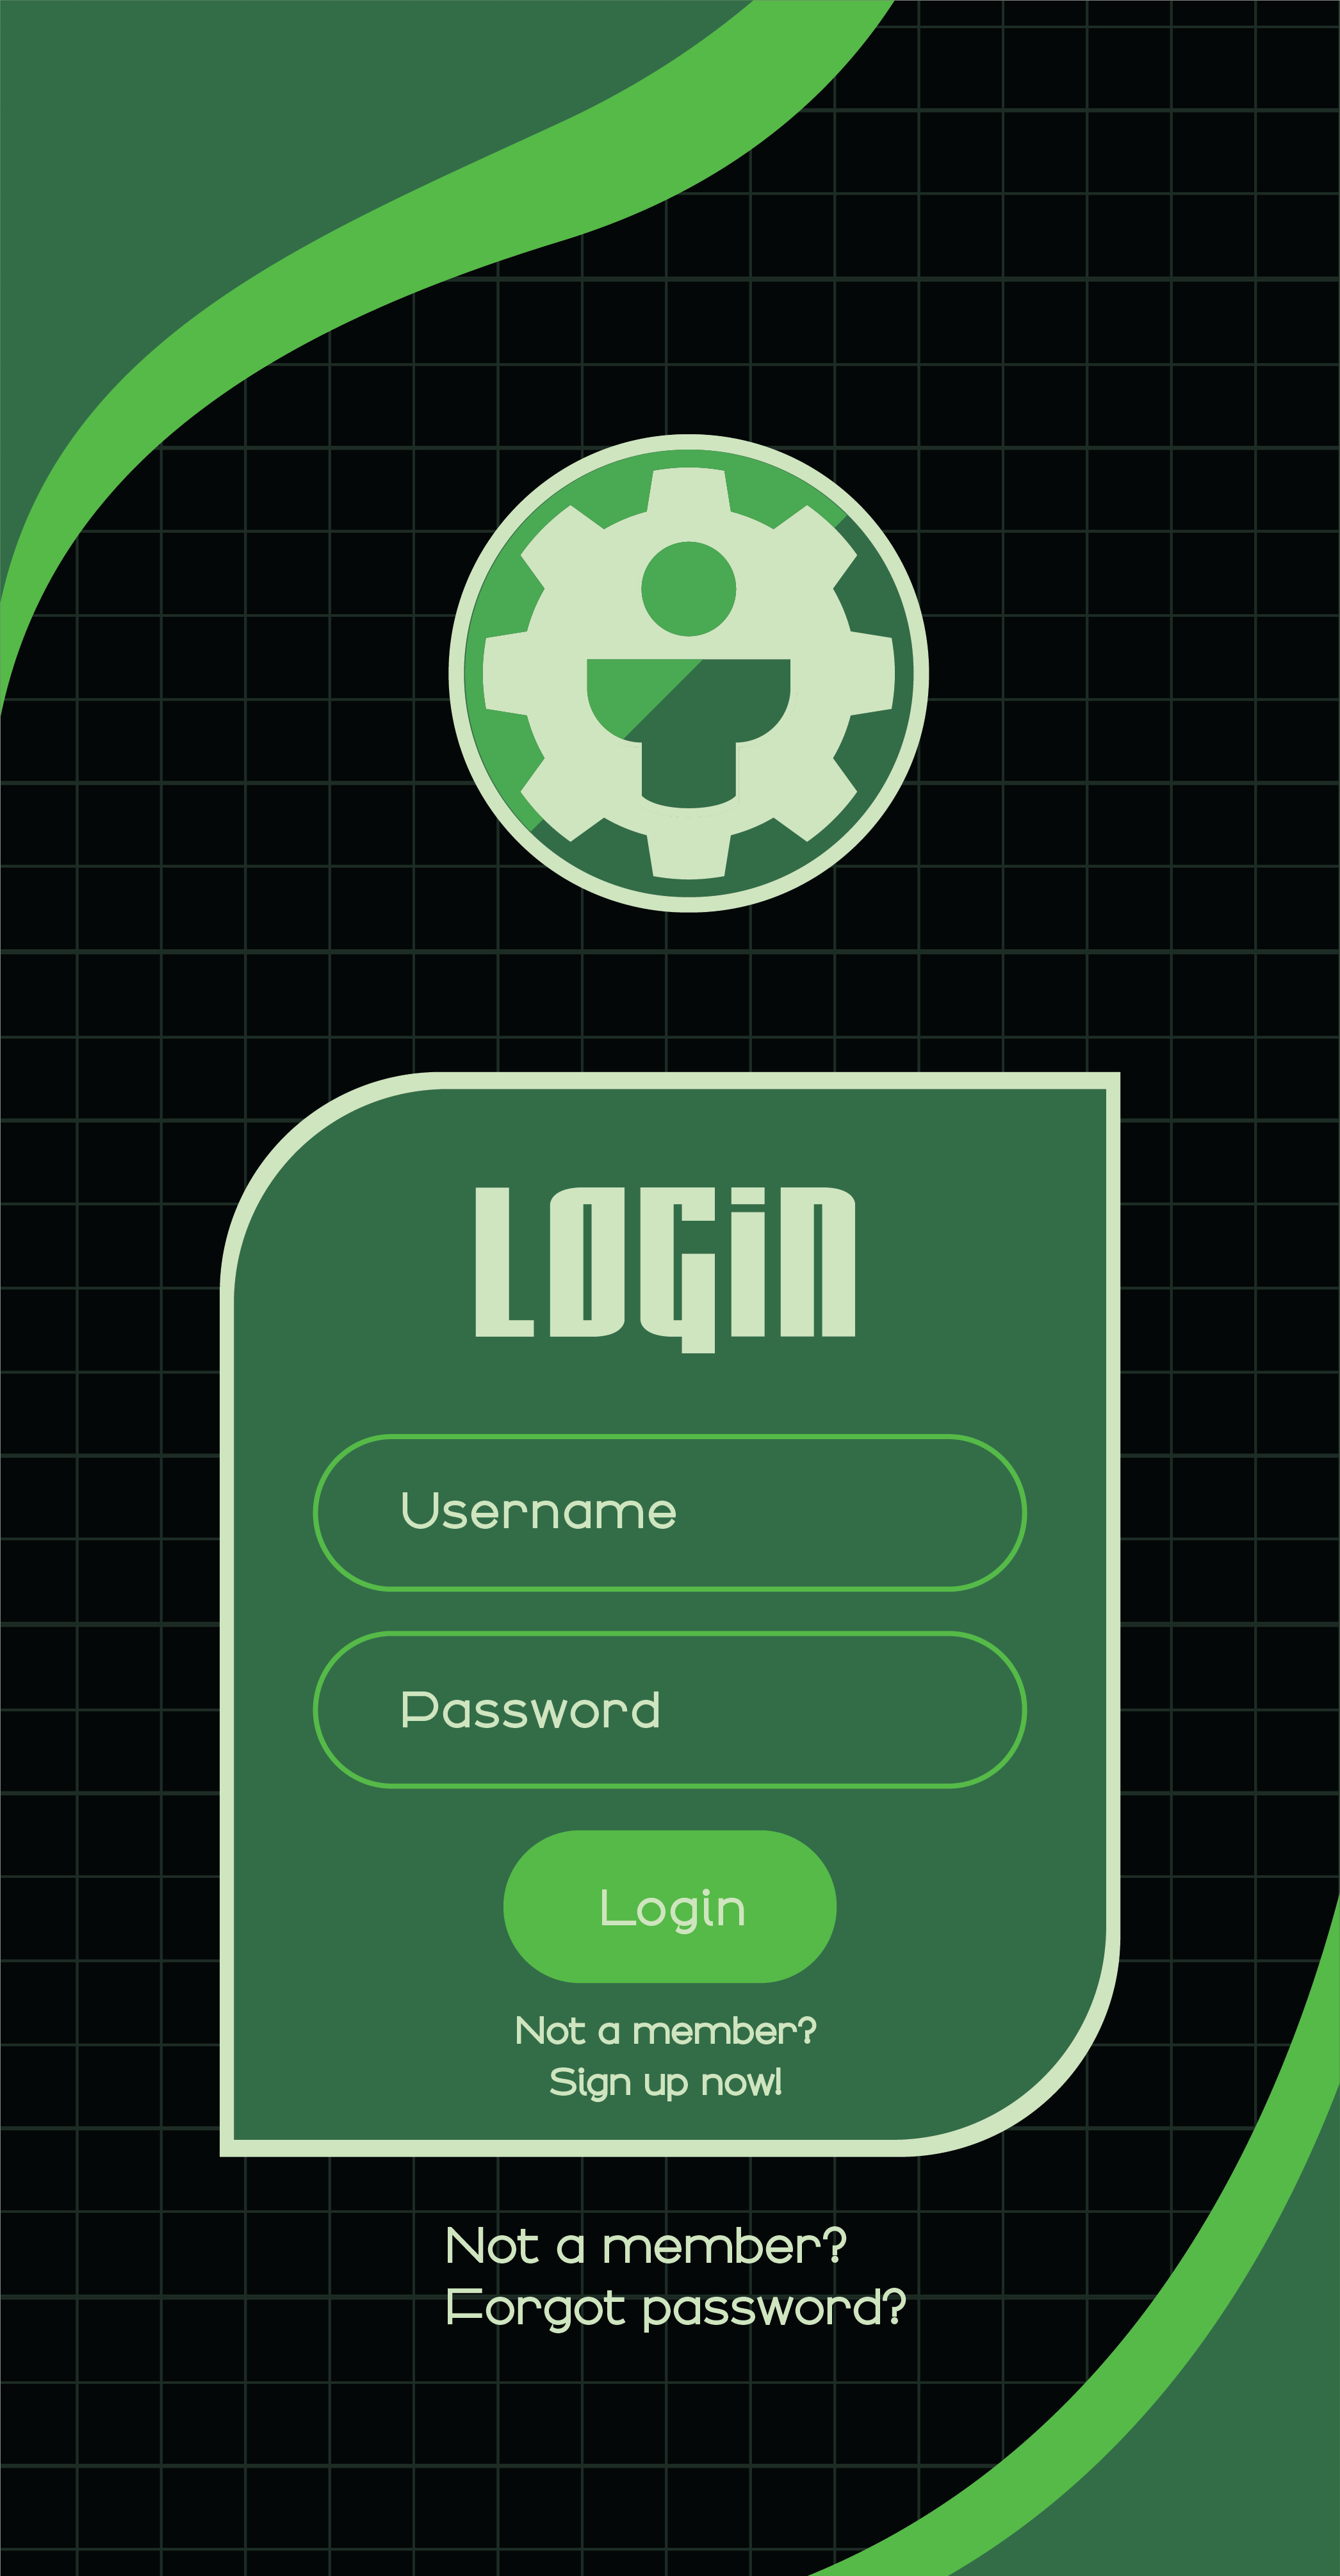 LOGiN
Username
Password
Login
Not a member?
Sign up now!
Not a member?
Forgot password?